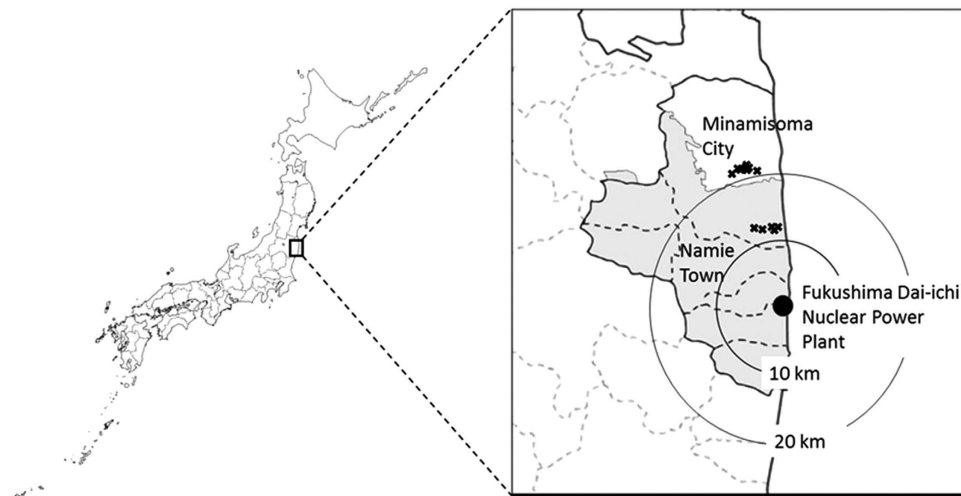 Minamisoma
City
Namie
Town
Fukushima Dai-ichi
Nuclear Power
Plant
10 km
20 km